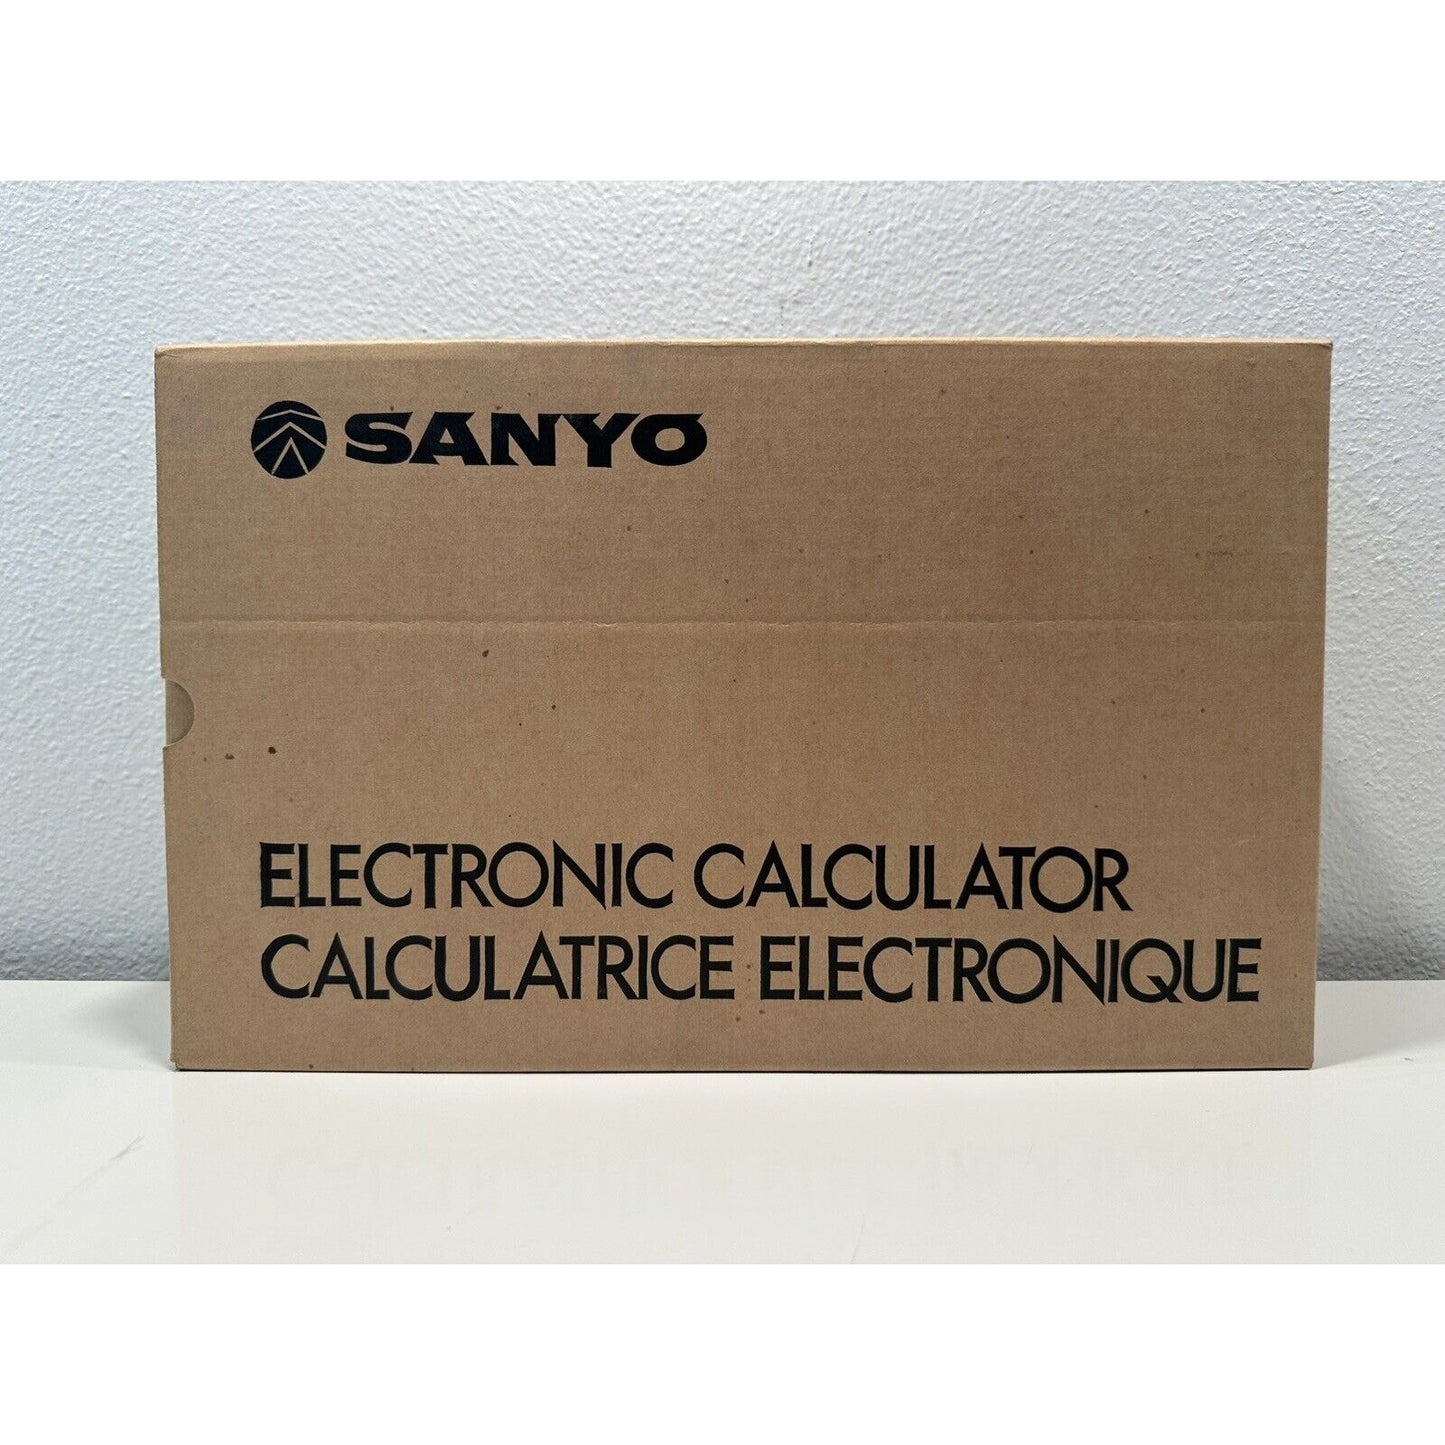 SANYO
ELECTRONIC CALCULATOR
CALCULATRICE ELECTRONIQUE